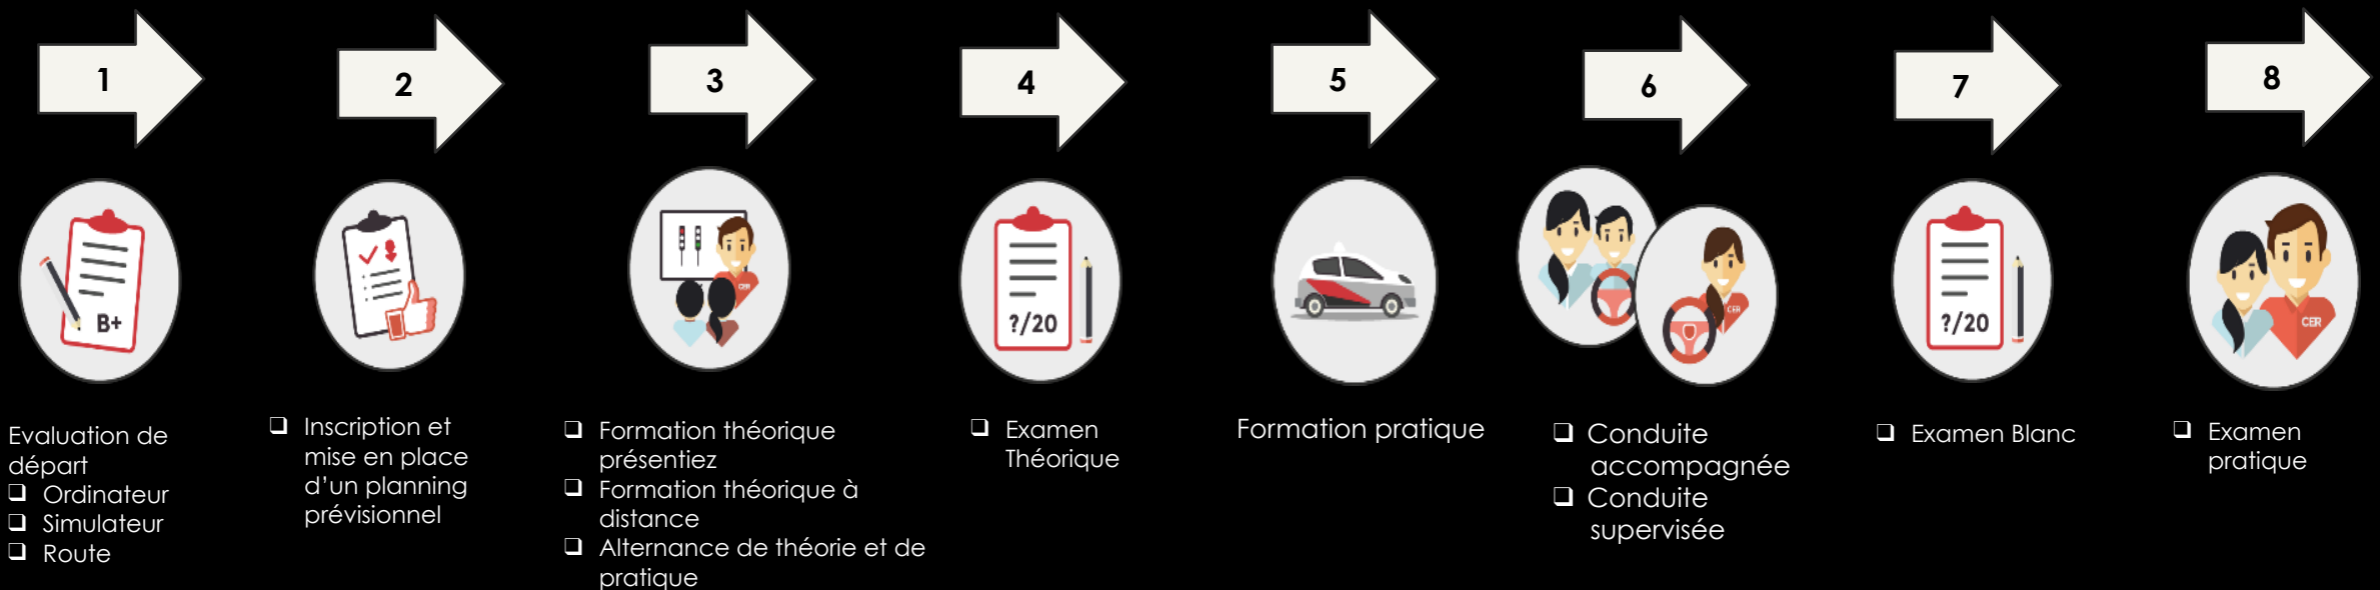 1
2
3
4
5
6
7
8
B+
?/20
CER
CER
?/20
CER
Evaluation de
départ
❑ Ordinateur
❑ Simulateur
❑ Route
❑ Inscription et
mise en place
d’un planning
prévisionnel
❑ Formation théorique
présentiez
❑ Formation théorique à
distance
❑ Alternance de théorie et de
pratique
❑ Examen
Théorique
Formation pratique
❑ Conduite
accompagnée
❑ Conduite
supervisée
❑ Examen Blanc
❑ Examen
pratique